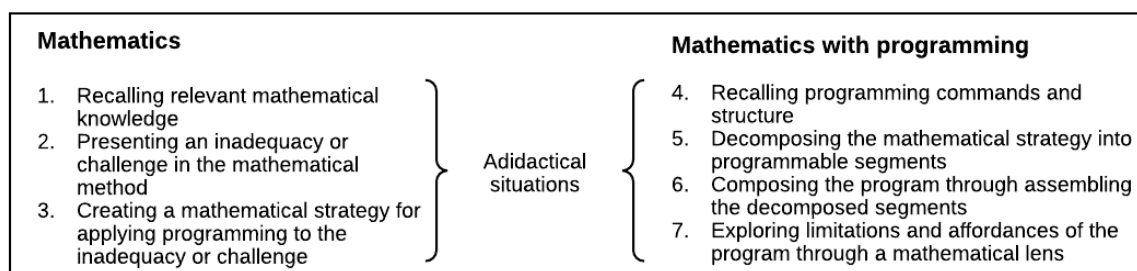 Mathematics
1. Recalling relevant mathematical
knowledge
2. Presenting an inadequacy or
challenge in the mathematical
method
3. Creating a mathematical strategy for
applying programming to the
inadequacy or challenge
Adidactical
situations
Mathematics with programming
4. Recalling programming commands and
structure
5. Decomposing the mathematical strategy into
programmable segments
6. Composing the program through assembling
the decomposed segments
7. Exploring limitations and affordances of the
program through a mathematical lens